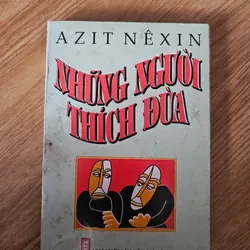 AZIT NÊXIN
NHỮNG NGƯỜI
THÍCH ĐÙA